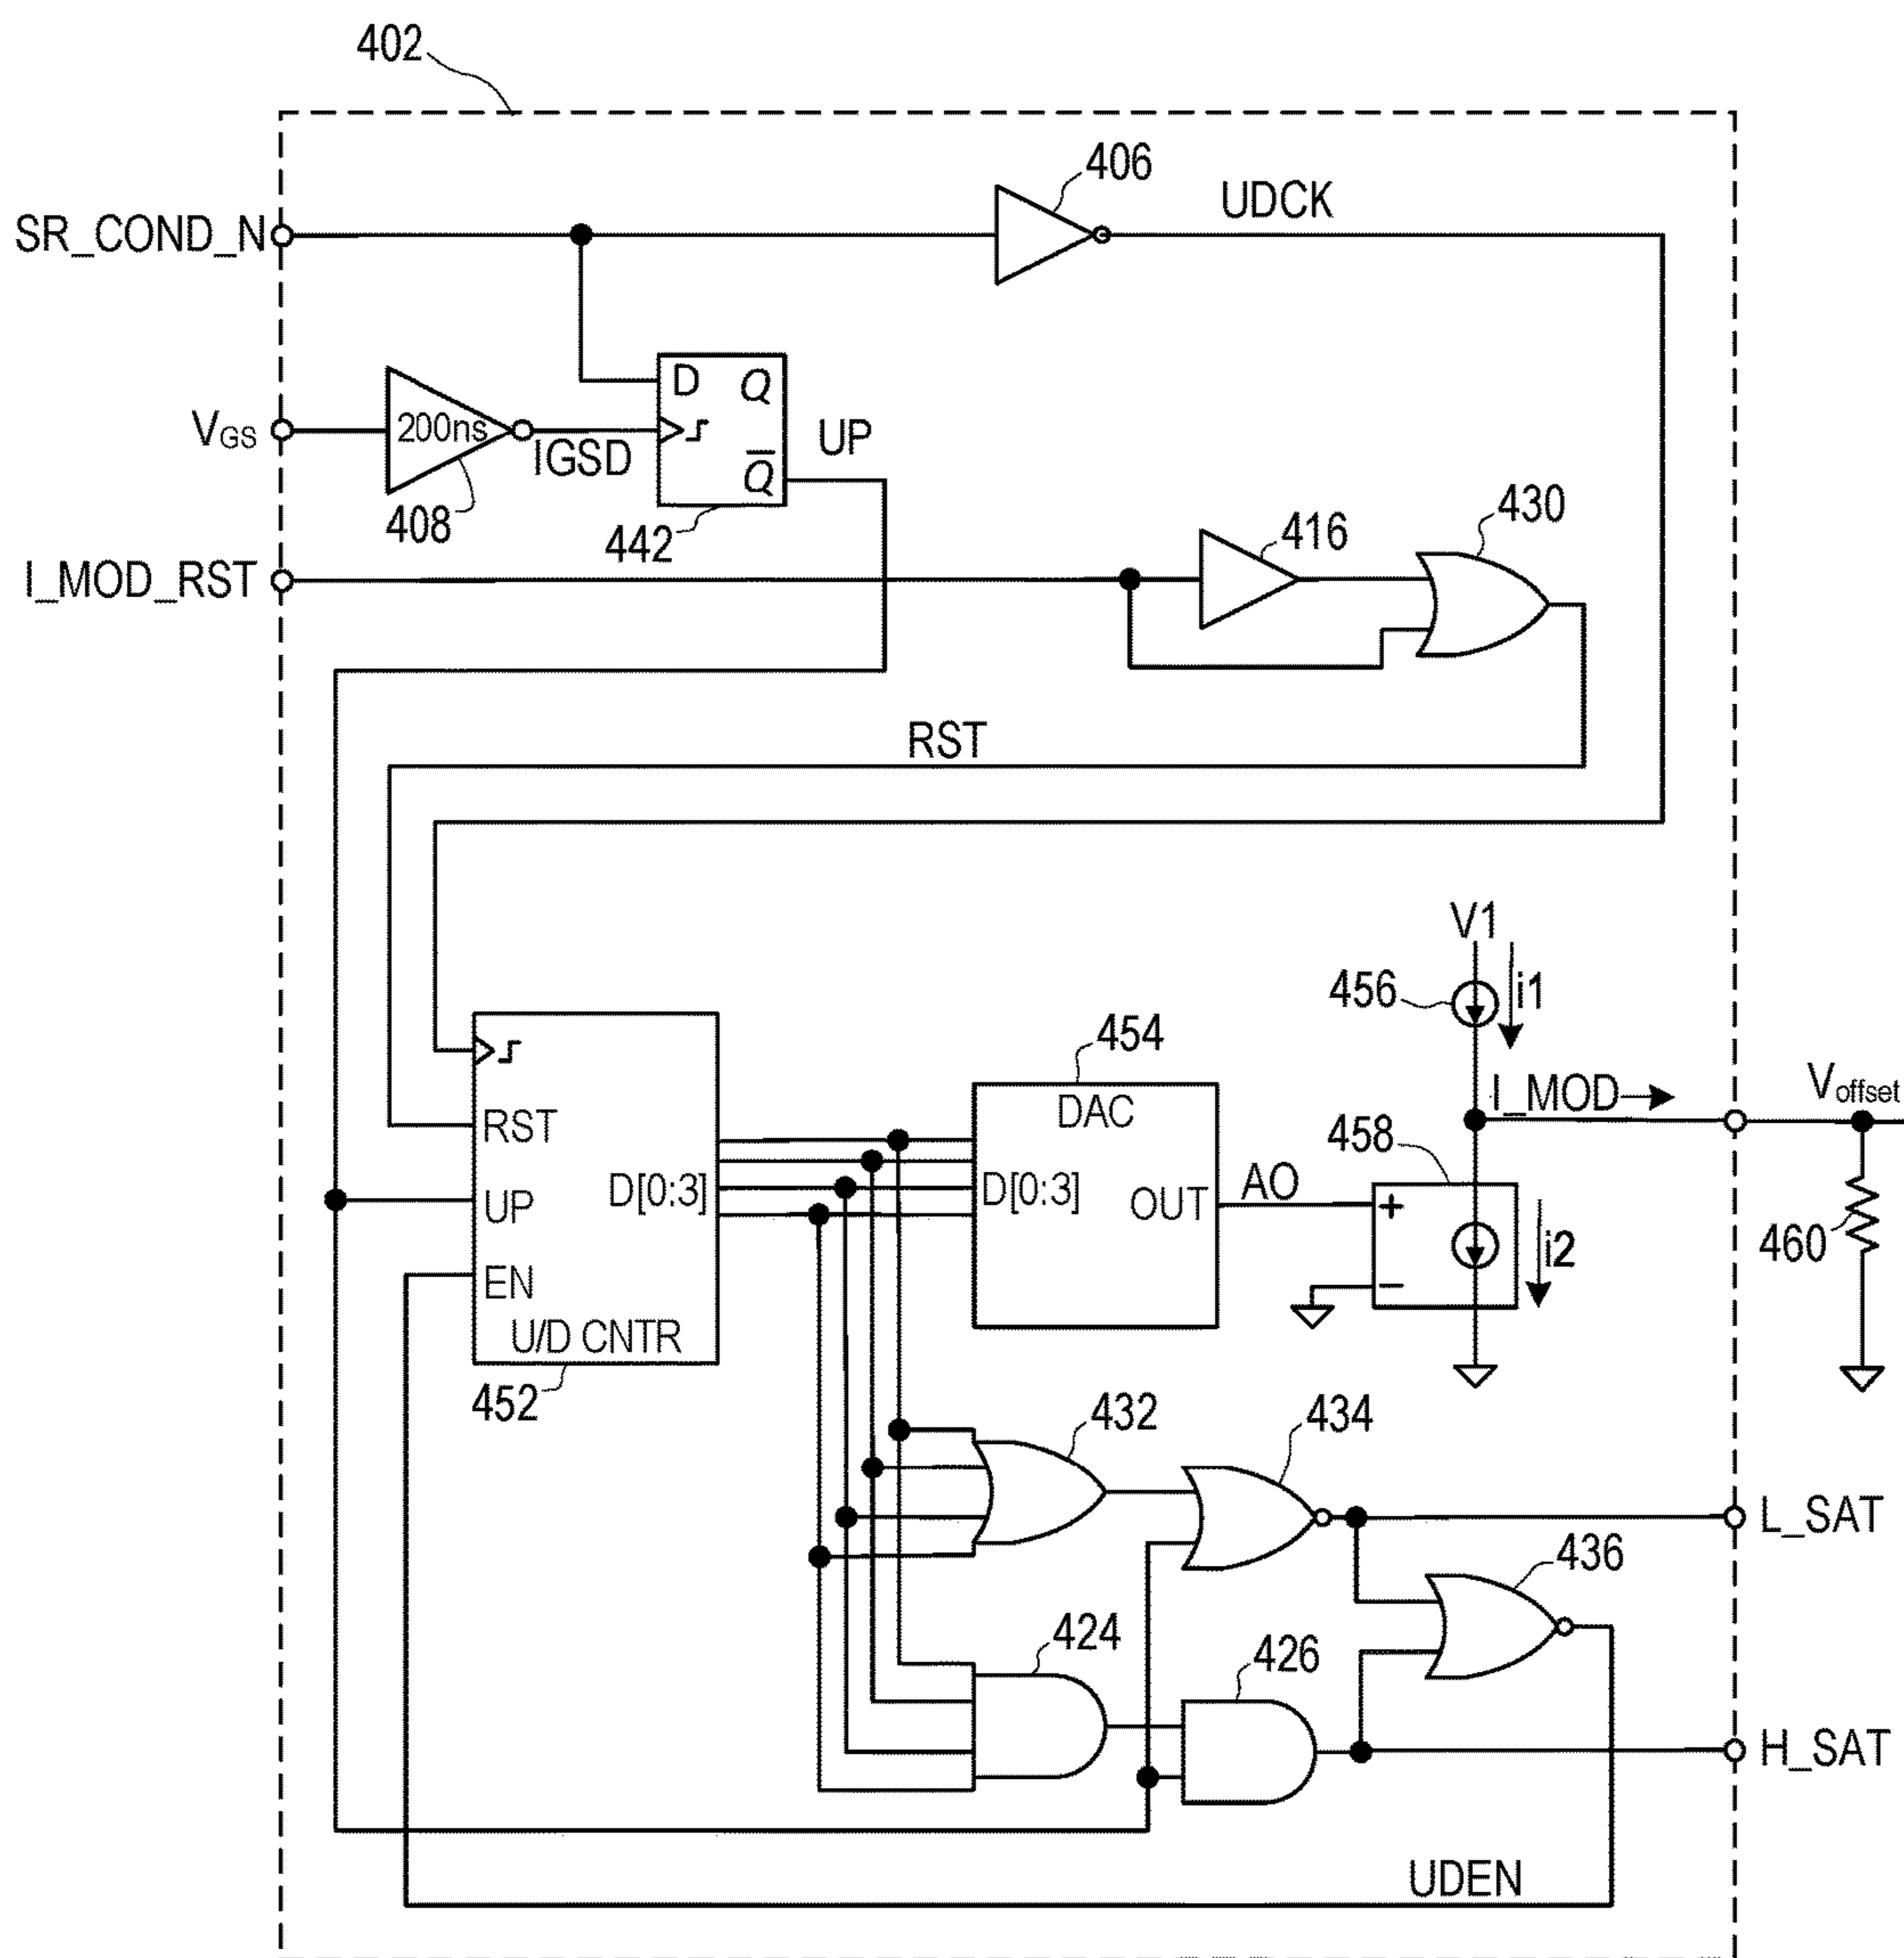 402
406
UDCK
SR_COND_N
D
Q
V_GS
200ns
IGSD
UP
Q̅
408
442
430
416
I_MOD_RST
RST
V1
456
i1
454
DAC
I_MOD
V_offset
458
RST
D[0:3]
D[0:3]
AO
OUT
+
UP
i2
460
EN
−
U/D CNTR
452
432
434
L_SAT
436
424
426
H_SAT
UDEN